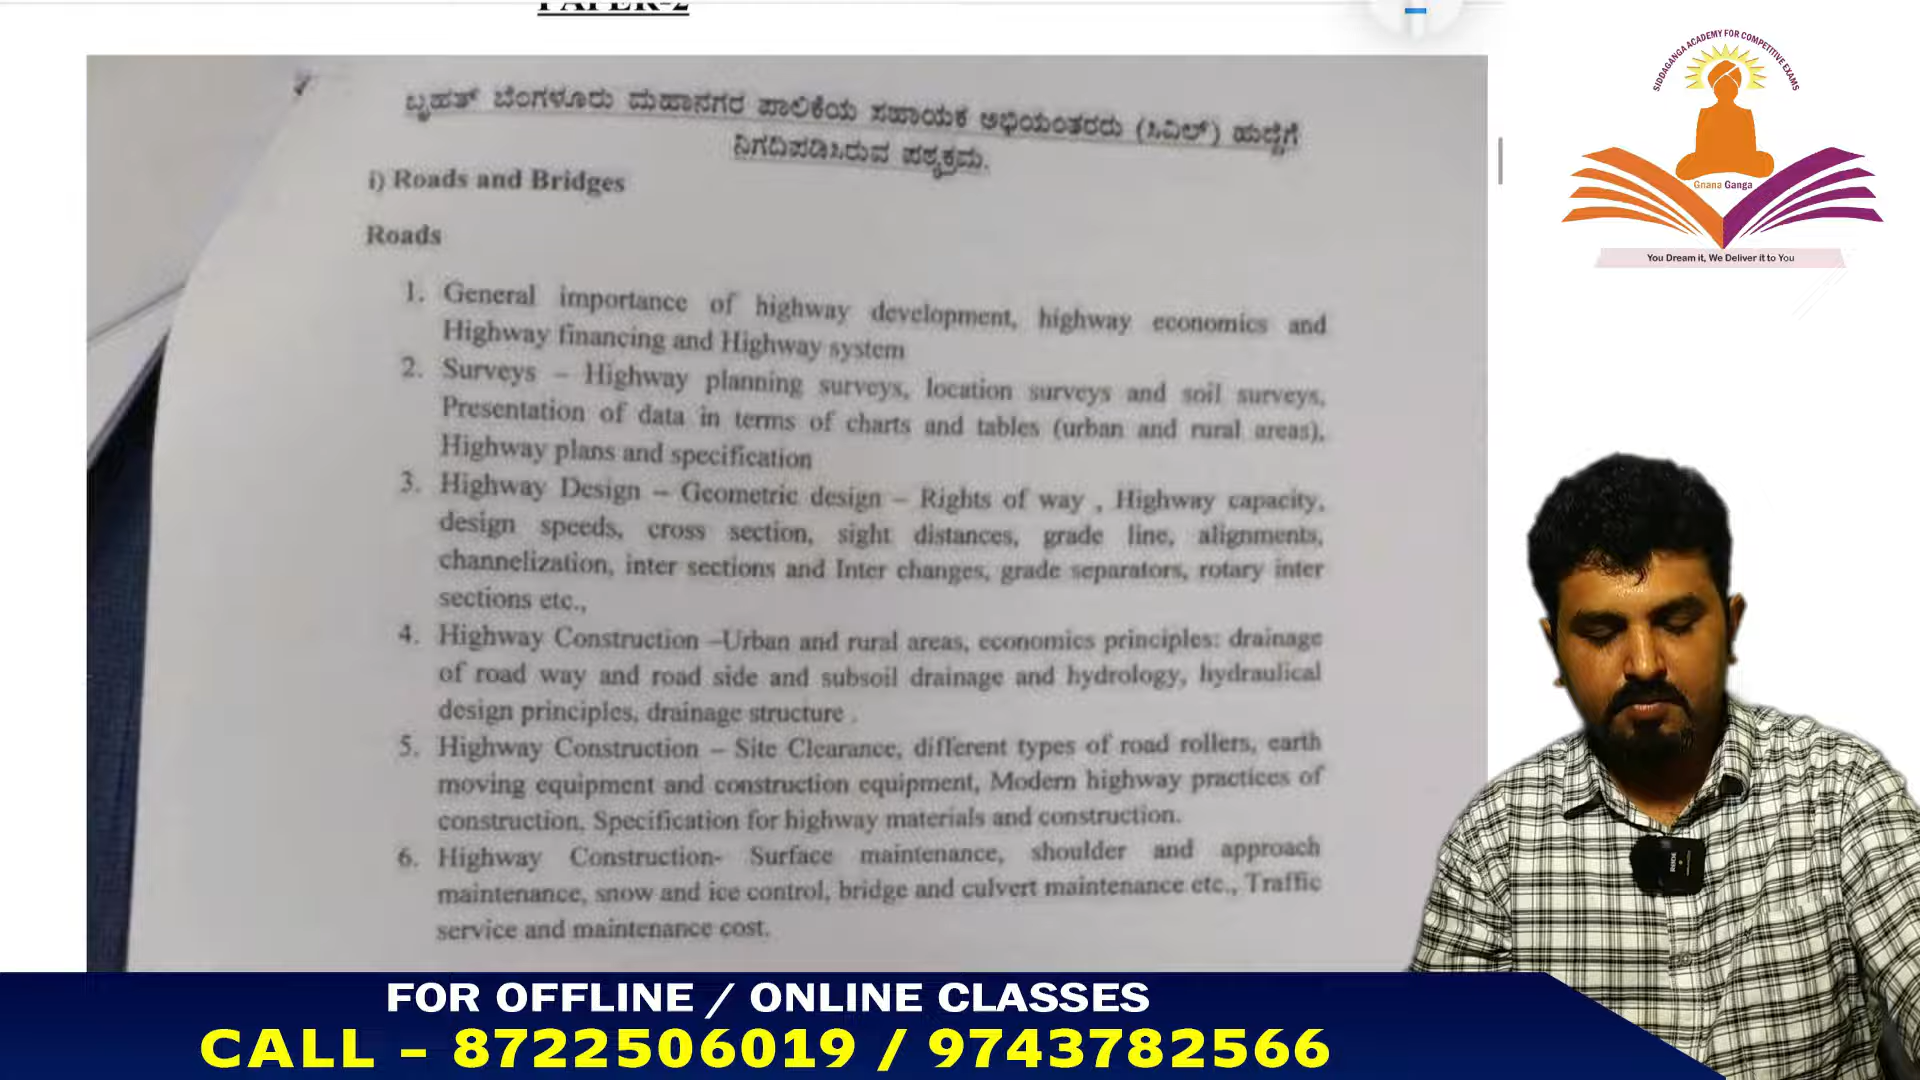 PAPER-2
ಬೃಹತ್ ಬೆಂಗಳೂರು ಮಹಾನಗರ ಪಾಲಿಕೆಯ ಸಹಾಯಕ ಅಭಿಯಂತರರು (ಸಿವಿಲ್) ಹುದ್ದೆಗೆ
ನಿಗದಿಪಡಿಸಿರುವ ಪಠ್ಯಕ್ರಮ.
i) Roads and Bridges
Roads
1. General importance of highway development, highway economics and
Highway financing and Highway system
2. Surveys – Highway planning surveys, location surveys and soil surveys,
Presentation of data in terms of charts and tables (urban and rural areas),
Highway plans and specification
3. Highway Design – Geometric design – Rights of way , Highway capacity,
design speeds, cross section, sight distances, grade line, alignments,
channelization, inter sections and Inter changes, grade separators, rotary inter
sections etc.,
4. Highway Construction –Urban and rural areas, economics principles: drainage
of road way and road side and subsoil drainage and hydrology, hydraulical
design principles, drainage structure .
5. Highway Construction – Site Clearance, different types of road rollers, earth
moving equipment and construction equipment, Modern highway practices of
construction, Specification for highway materials and construction.
6. Highway Construction- Surface maintenance, shoulder and approach
maintenance, snow and ice control, bridge and culvert maintenance etc., Traffic
service and maintenance cost.
SIDDAGANGA ACADEMY FOR COMPETITIVE EXAMS
Gnana Ganga
You Dream it, We Deliver it to You
RODE
FOR OFFLINE / ONLINE CLASSES
CALL – 8722506019 / 9743782566